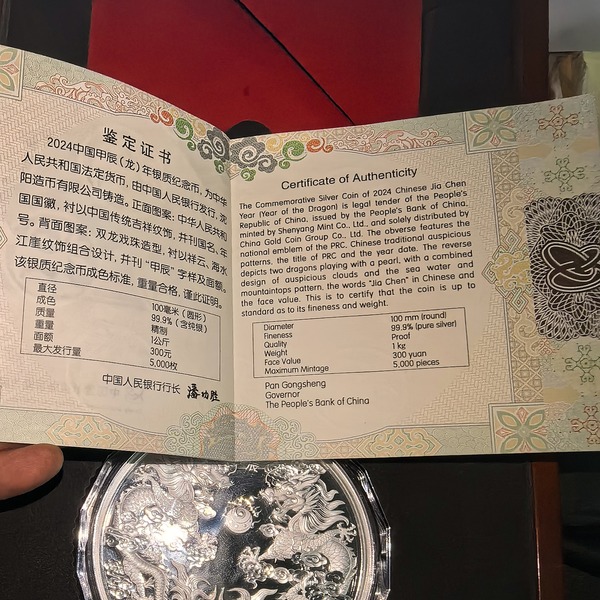 鉴定证书
2024中国甲辰（龙）年银质纪念币，为中华
人民共和国法定货币，由中国人民银行发行，沈
阳造币有限公司铸造。正面图案：中华人民共和
国国徽，衬以中国传统吉祥纹饰，并刊国名、年
号。背面图案：双龙戏珠造型，衬以祥云、海水
江崖纹饰组合设计，并刊“甲辰”字样及面额。
该银质纪念币成色标准，重量合格，谨此证明。
直径 100毫米（圆形）
成色 99.9%（含纯银）
质量 精制
重量 1公斤
面额 300元
最大发行量 5,000枚
中国人民银行行长 潘功胜
Certificate of Authenticity
The Commemorative Silver Coin of 2024 Chinese Jia Chen
Year (Year of the Dragon) is legal tender of the People's
Republic of China, issued by the People's Bank of China,
minted by Shenyang Mint Co., Ltd., and solely distributed by
China Gold Coin Group Co., Ltd. The obverse features the
national emblem of the PRC, Chinese traditional auspicious
patterns, the title of PRC and the year date. The reverse
depicts two dragons playing with a pearl, with a combined
design of auspicious clouds and the sea water and
mountaintops pattern, the words "Jia Chen" in Chinese and
the face value. This is to certify that the coin is up to
standard as to its fineness and weight.
Diameter 100 mm (round)
Fineness 99.9% (pure silver)
Quality Proof
Weight 1 kg
Face Value 300 yuan
Maximum Mintage 5,000 pieces
Pan Gongsheng
Governor
The People's Bank of China